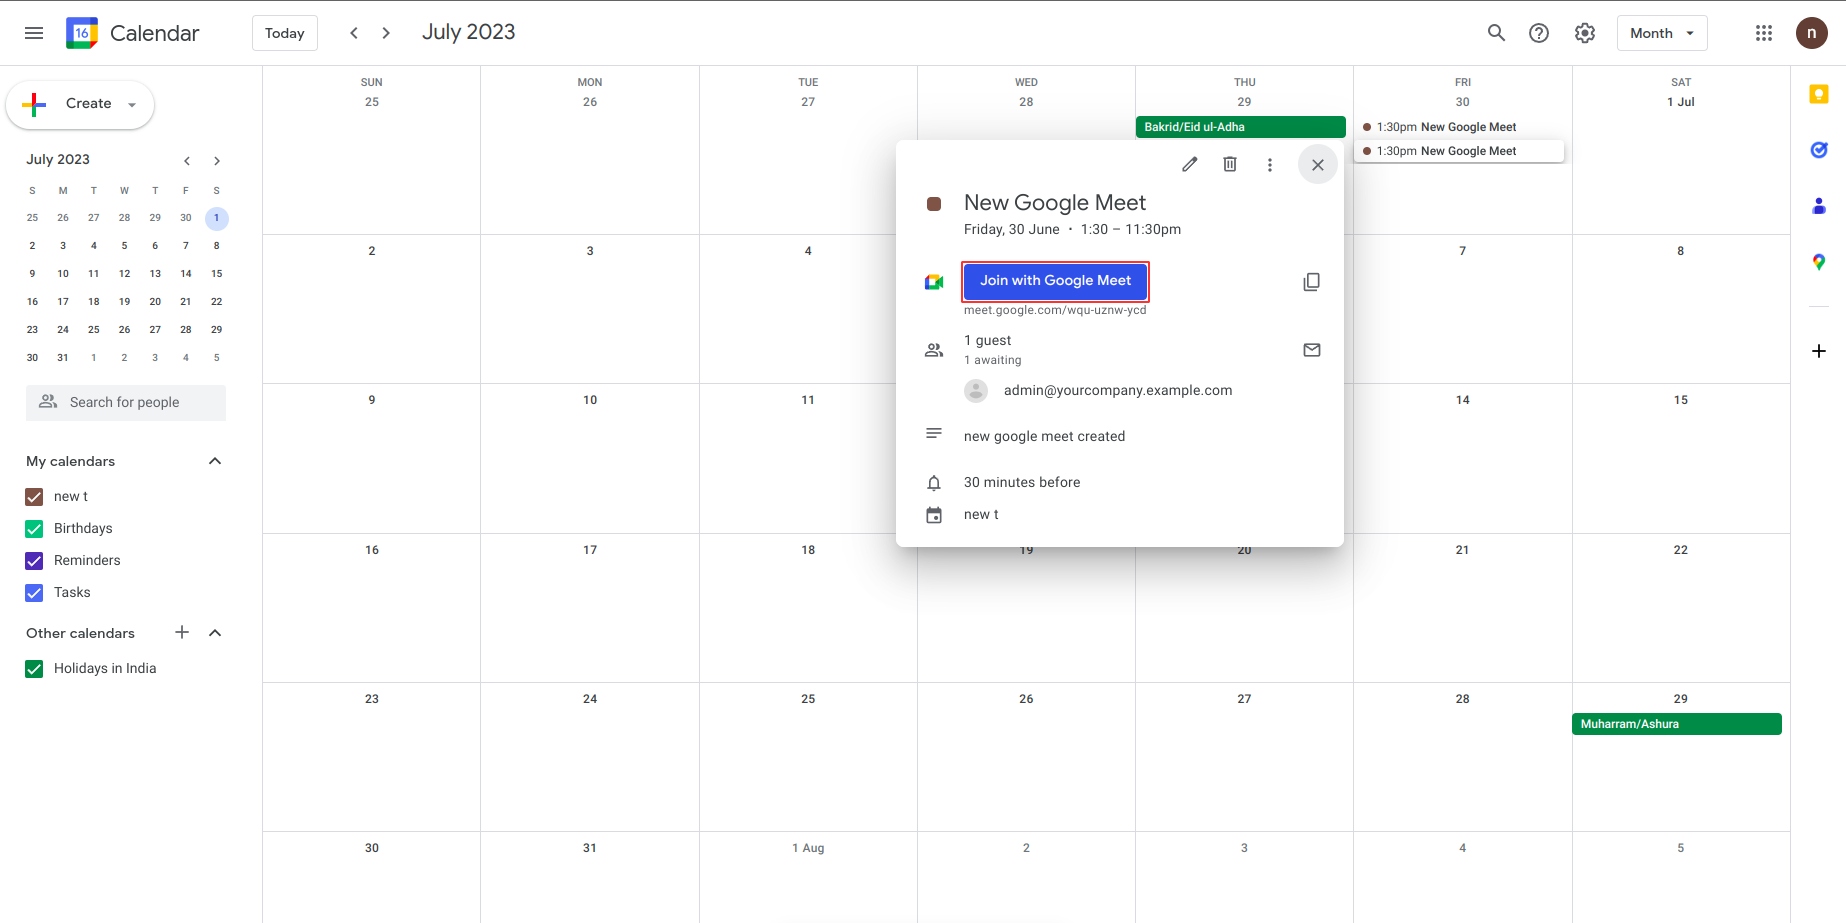 16 Calendar Today July 2023 Month n
Create
July 2023
S M T W T F S
25 26 27 28 29 30 1
2 3 4 5 6 7 8
9 10 11 12 13 14 15
16 17 18 19 20 21 22
23 24 25 26 27 28 29
30 31 1 2 3 4 5
Search for people
My calendars
new t
Birthdays
Reminders
Tasks
Other calendars
Holidays in India
SUN MON TUE WED THU FRI SAT
25 26 27 28 29 30 1 Jul
Bakrid/Eid ul-Adha 1:30pm New Google Meet
1:30pm New Google Meet
New Google Meet
Friday, 30 June • 1:30 – 11:30pm
Join with Google Meet
meet.google.com/wqu-uznw-ycd
1 guest
1 awaiting
admin@yourcompany.example.com
new google meet created
30 minutes before
new t
2 3 4 7 8
9 10 11 14 15
16 17 18 19 20 21 22
23 24 25 26 27 28 29
Muharram/Ashura
30 31 1 Aug 2 3 4 5